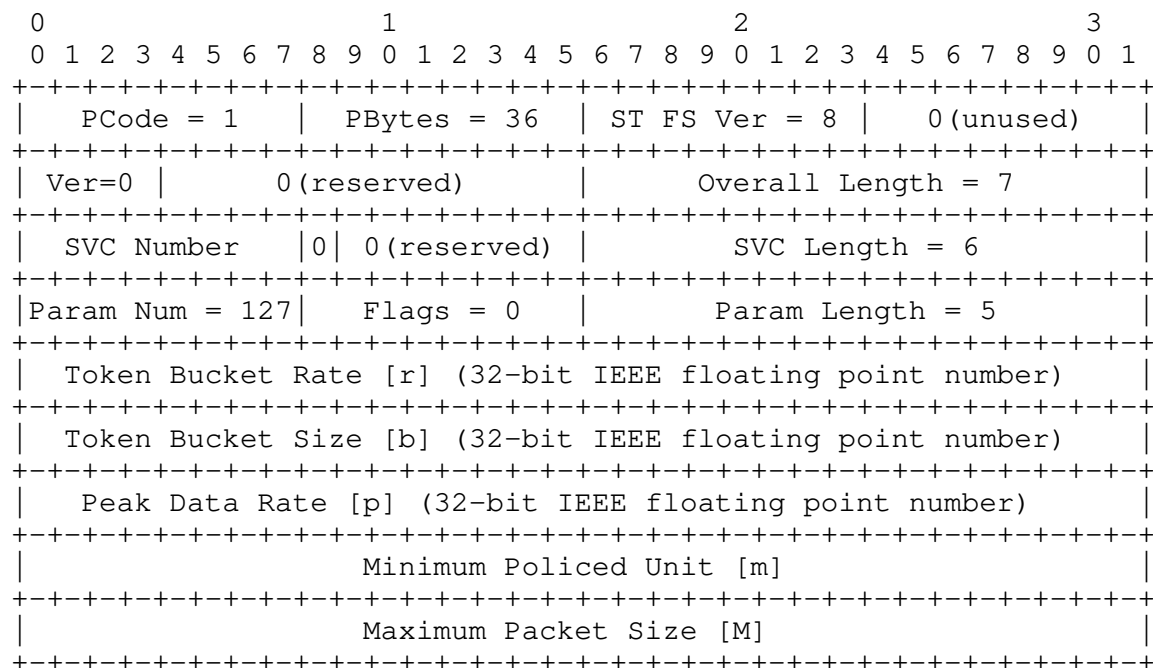 0                   1                   2                   3
 0 1 2 3 4 5 6 7 8 9 0 1 2 3 4 5 6 7 8 9 0 1 2 3 4 5 6 7 8 9 0 1
+-+-+-+-+-+-+-+-+-+-+-+-+-+-+-+-+-+-+-+-+-+-+-+-+-+-+-+-+-+-+-+-+
|   PCode = 1   |  PBytes = 36  | ST FS Ver = 8 |   0(unused)   |
+-+-+-+-+-+-+-+-+-+-+-+-+-+-+-+-+-+-+-+-+-+-+-+-+-+-+-+-+-+-+-+-+
| Ver=0 |      0(reserved)      |      Overall Length = 7       |
+-+-+-+-+-+-+-+-+-+-+-+-+-+-+-+-+-+-+-+-+-+-+-+-+-+-+-+-+-+-+-+-+
|  SVC Number   |0| 0(reserved) |        SVC Length = 6         |
+-+-+-+-+-+-+-+-+-+-+-+-+-+-+-+-+-+-+-+-+-+-+-+-+-+-+-+-+-+-+-+-+
|Param Num = 127|   Flags = 0   |       Param Length = 5        |
+-+-+-+-+-+-+-+-+-+-+-+-+-+-+-+-+-+-+-+-+-+-+-+-+-+-+-+-+-+-+-+-+
|  Token Bucket Rate [r] (32-bit IEEE floating point number)    |
+-+-+-+-+-+-+-+-+-+-+-+-+-+-+-+-+-+-+-+-+-+-+-+-+-+-+-+-+-+-+-+-+
|  Token Bucket Size [b] (32-bit IEEE floating point number)    |
+-+-+-+-+-+-+-+-+-+-+-+-+-+-+-+-+-+-+-+-+-+-+-+-+-+-+-+-+-+-+-+-+
|   Peak Data Rate [p] (32-bit IEEE floating point number)      |
+-+-+-+-+-+-+-+-+-+-+-+-+-+-+-+-+-+-+-+-+-+-+-+-+-+-+-+-+-+-+-+-+
|                   Minimum Policed Unit [m]                    |
+-+-+-+-+-+-+-+-+-+-+-+-+-+-+-+-+-+-+-+-+-+-+-+-+-+-+-+-+-+-+-+-+
|                   Maximum Packet Size [M]                     |
+-+-+-+-+-+-+-+-+-+-+-+-+-+-+-+-+-+-+-+-+-+-+-+-+-+-+-+-+-+-+-+-+